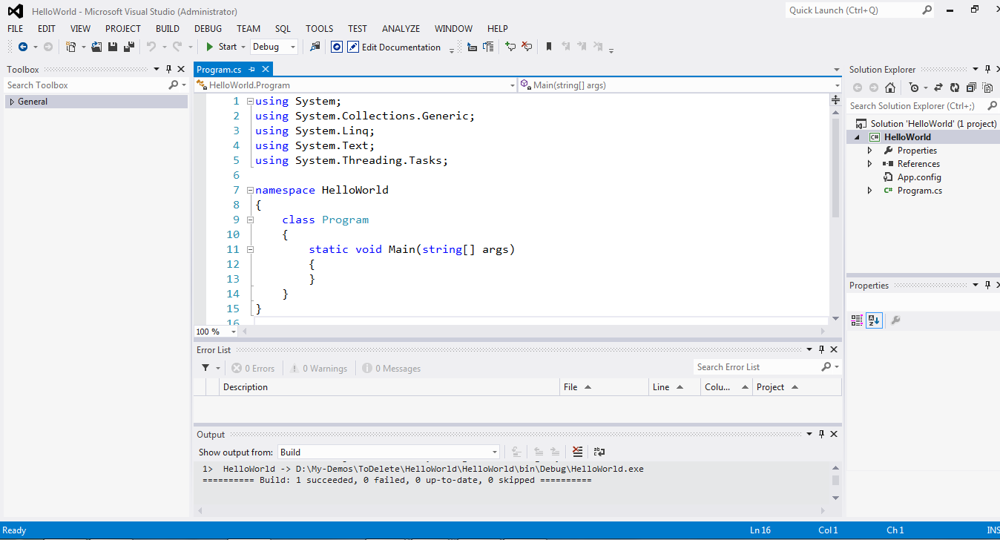 HelloWorld - Microsoft Visual Studio (Administrator)
Quick Launch (Ctrl+Q)
FILE EDIT VIEW PROJECT BUILD DEBUG TEAM SQL TOOLS TEST ANALYZE WINDOW HELP
Start Debug Edit Documentation
Toolbox
Search Toolbox
General
Program.cs
HelloWorld.Program Main(string[] args)
1 using System;
2 using System.Collections.Generic;
3 using System.Linq;
4 using System.Text;
5 using System.Threading.Tasks;
6
7 namespace HelloWorld
8 {
9 class Program
10 {
11 static void Main(string[] args)
12 {
13 }
14 }
15 }
16
100 %
Error List
0 Errors 0 Warnings 0 Messages
Search Error List
Description File Line Colu... Project
Output
Show output from: Build
1> HelloWorld -> D:\My-Demos\ToDelete\HelloWorld\HelloWorld\bin\Debug\HelloWorld.exe
========== Build: 1 succeeded, 0 failed, 0 up-to-date, 0 skipped ==========
Solution Explorer
Search Solution Explorer (Ctrl+;)
Solution 'HelloWorld' (1 project)
C# HelloWorld
Properties
References
App.config
C# Program.cs
Properties
Ready Ln 16 Col 1 Ch 1 INS